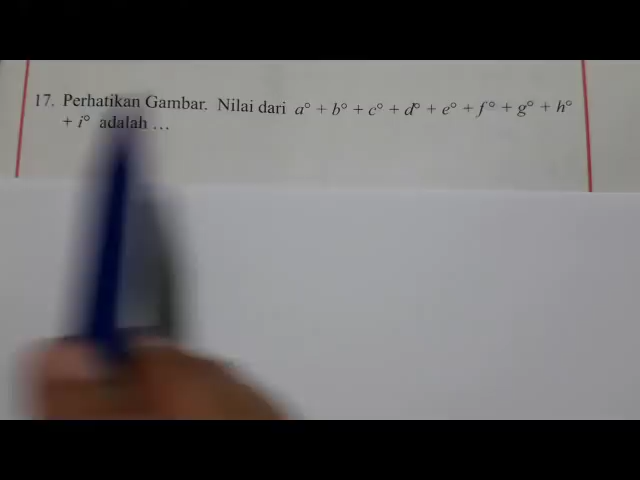 17. Perhatikan Gambar. Nilai dari a° + b° + c° + d° + e° + f° + g° + h°
+ i° adalah ...